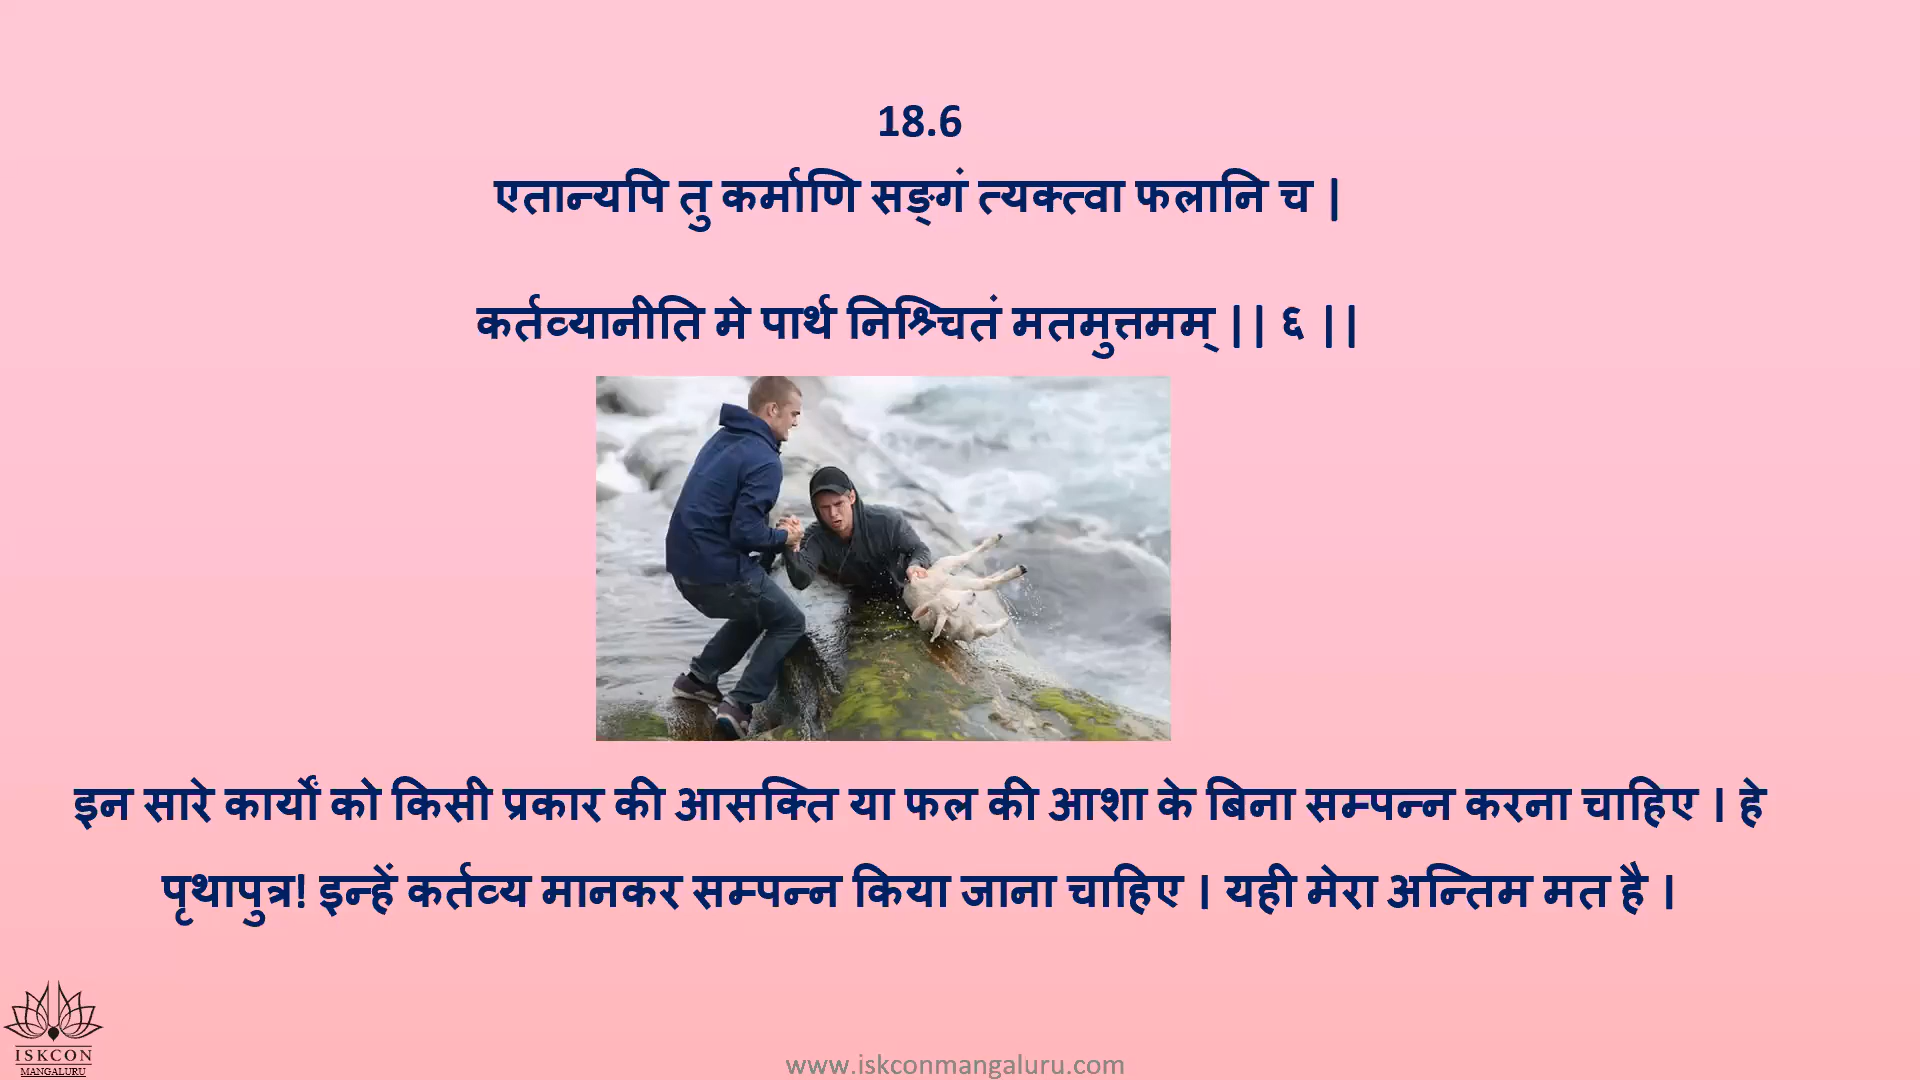 18.6
एतान्यपि तु कर्माणि सङ्गं त्यक्त्वा फलानि च |
कर्तव्यानीति मे पार्थ निश्र्चितं मतमुत्तमम् || ६ ||
इन सारे कार्यों को किसी प्रकार की आसक्ति या फल की आशा के बिना सम्पन्न करना चाहिए | हे
पृथापुत्र! इन्हें कर्तव्य मानकर सम्पन्न किया जाना चाहिए | यही मेरा अन्तिम मत है |
ISKCON
MANGALURU
www.iskconmangaluru.com